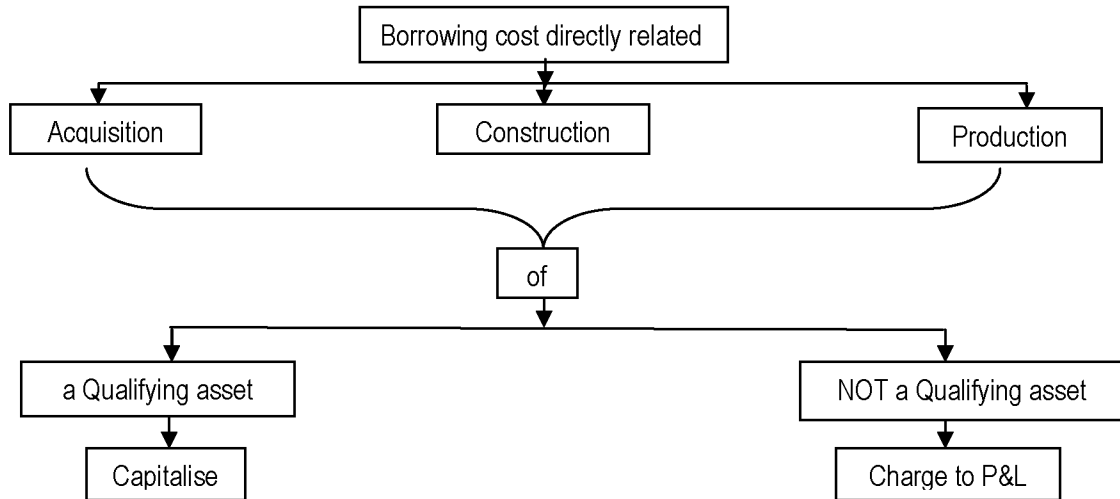 Borrowing cost directly related
Acquisition
Construction
Production
of
a Qualifying asset
NOT a Qualifying asset
Capitalise
Charge to P&L